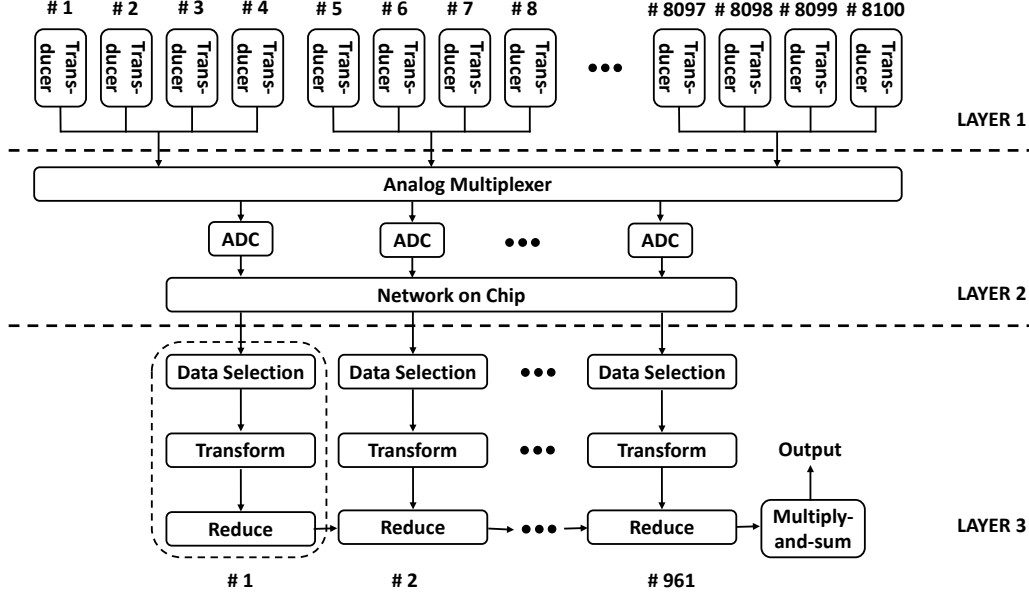 # 1 # 2 # 3 # 4 # 5 # 6 # 7 # 8 # 8097 # 8098 # 8099 # 8100
Trans-
ducer
Trans-
ducer
Trans-
ducer
Trans-
ducer
Trans-
ducer
Trans-
ducer
Trans-
ducer
Trans-
ducer
Trans-
ducer
Trans-
ducer
Trans-
ducer
Trans-
ducer
LAYER 1
Analog Multiplexer
ADC ADC ADC
Network on Chip
LAYER 2
Data Selection Data Selection Data Selection
Transform Transform Transform
Output
Reduce Reduce Reduce
Multiply-
and-sum
LAYER 3
# 1 # 2 # 961